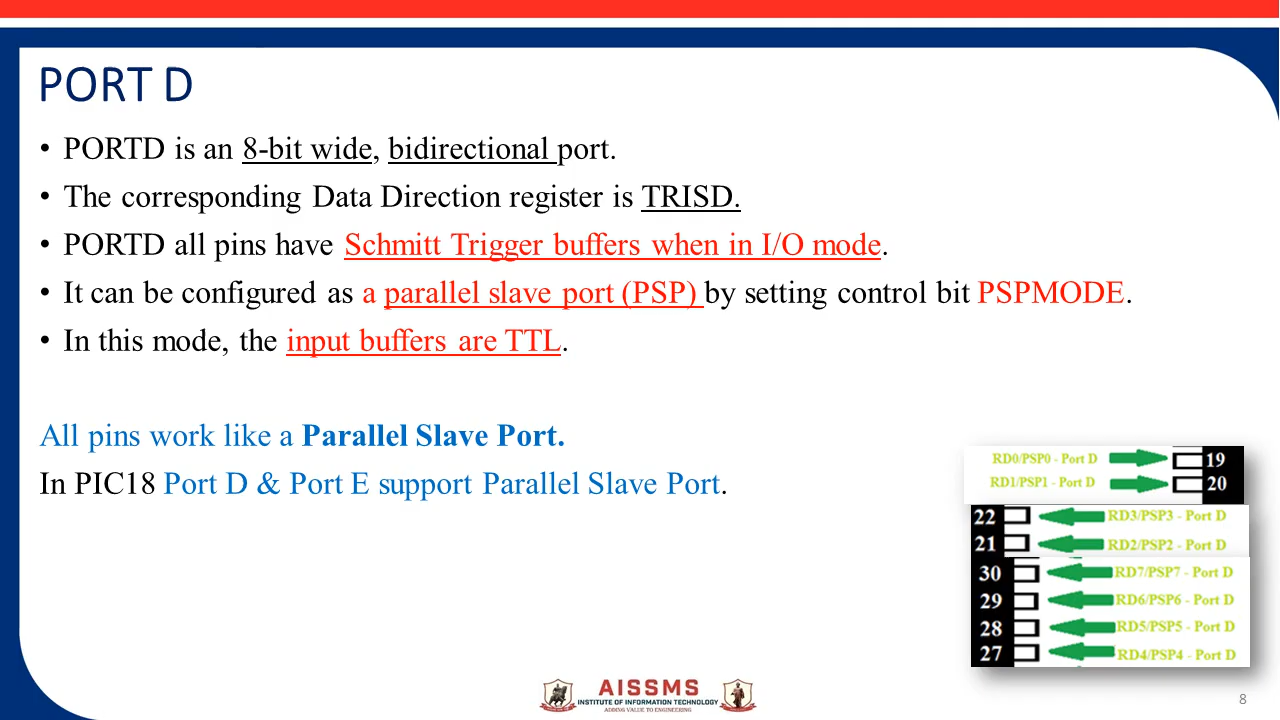 PORT D
• PORTD is an 8-bit wide, bidirectional port.
• The corresponding Data Direction register is TRISD.
• PORTD all pins have Schmitt Trigger buffers when in I/O mode.
• It can be configured as a parallel slave port (PSP) by setting control bit PSPMODE.
• In this mode, the input buffers are TTL.
All pins work like a Parallel Slave Port.
In PIC18 Port D & Port E support Parallel Slave Port.
RD0/PSP0 - Port D 19
RD1/PSP1 - Port D 20
22 RD3/PSP3 - Port D
21 RD2/PSP2 - Port D
30 RD7/PSP7 - Port D
29 RD6/PSP6 - Port D
28 RD5/PSP5 - Port D
27 RD4/PSP4 - Port D
AISSMS
INSTITUTE OF INFORMATION TECHNOLOGY
ADDING VALUE TO ENGINEERING
8